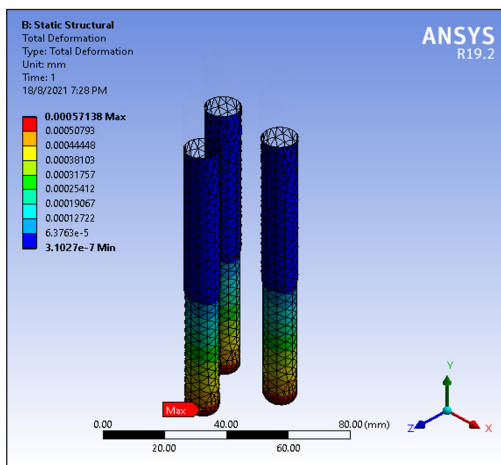 B: Static Structural
Total Deformation
Type: Total Deformation
Unit: mm
Time: 1
18/8/2021 7:28 PM
ANSYS
R19.2
0.00057138 Max
0.00050793
0.00044448
0.00038103
0.00031757
0.00025412
0.00019067
0.00012722
6.3763e-5
3.1027e-7 Min
Max
0.00 40.00 80.00 (mm)
20.00 60.00
Y
Z X